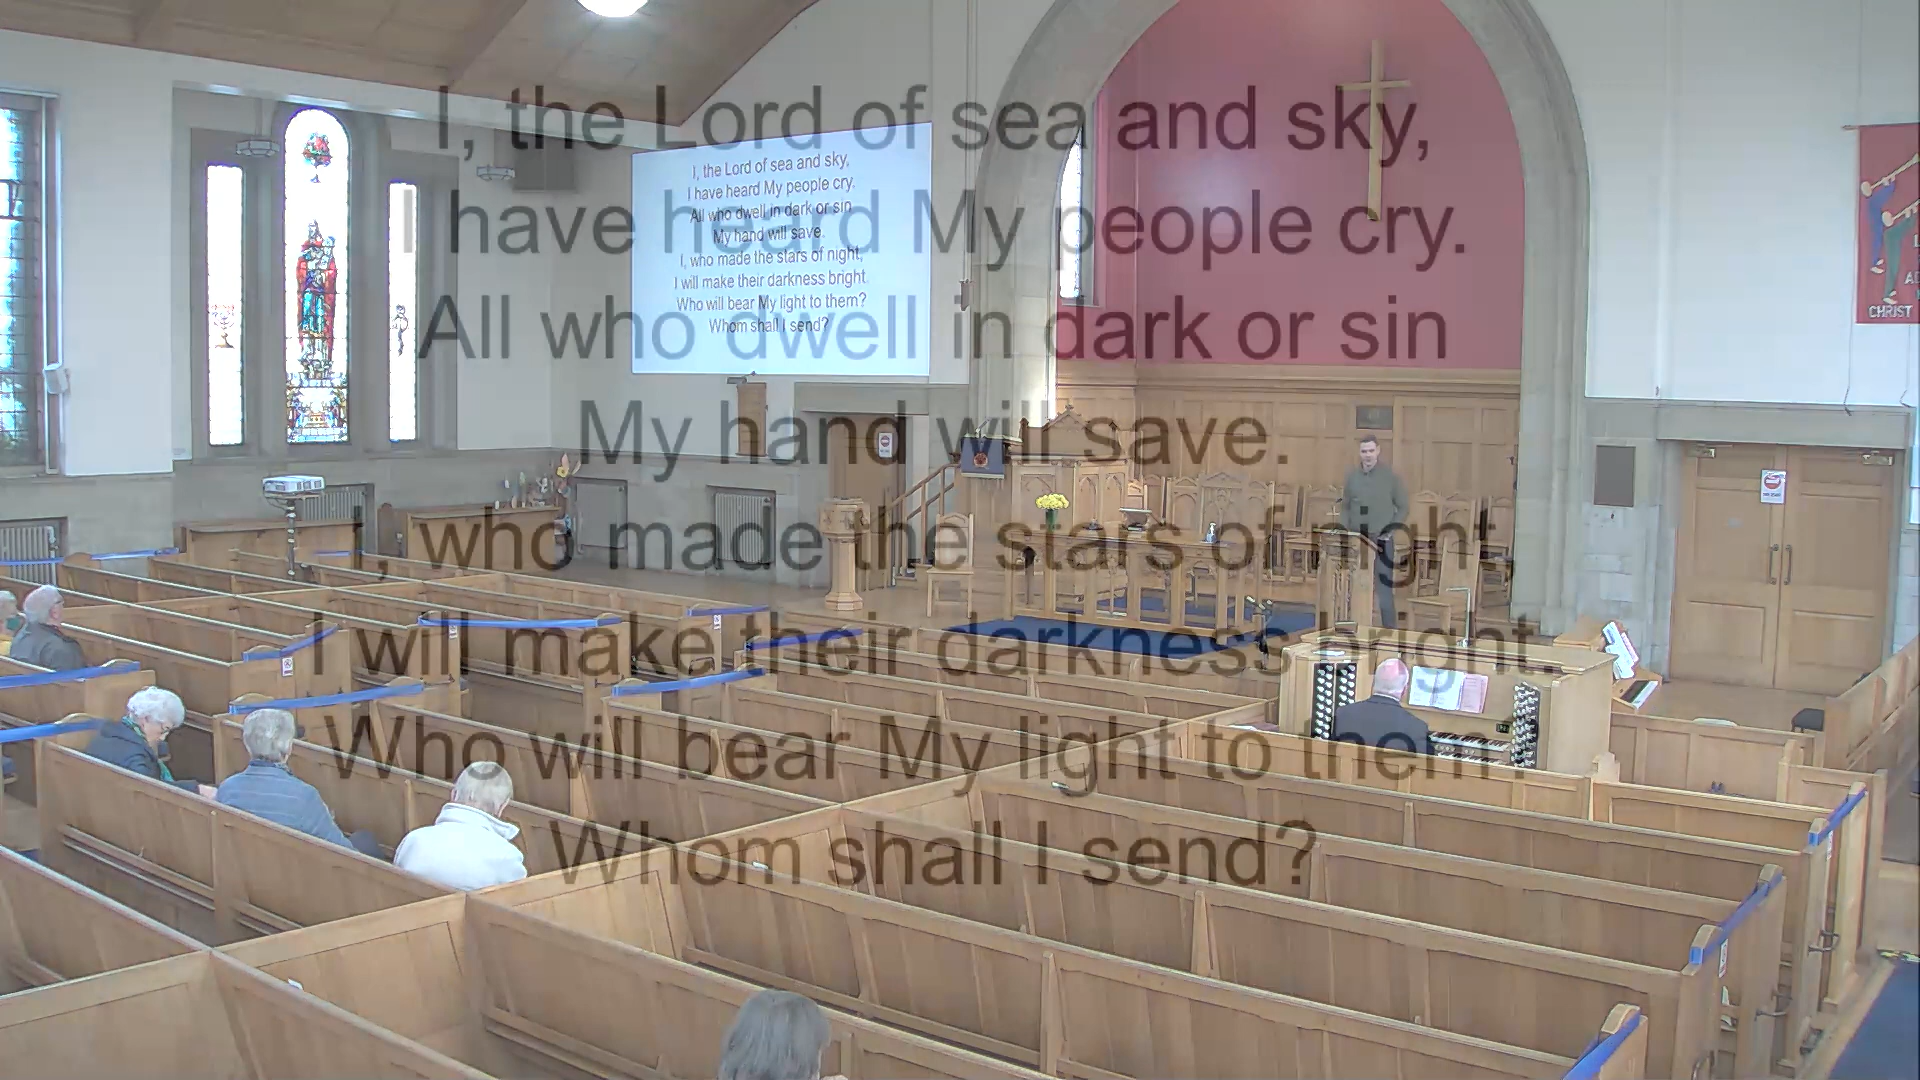 I, the Lord of sea and sky,
I have heard My people cry.
All who dwell in dark or sin
My hand will save.
I, who made the stars of night,
I will make their darkness bright.
Who will bear My light to them?
Whom shall I send?
I, the Lord of sea and sky,
I have heard My people cry.
All who dwell in dark or sin
My hand will save.
I, who made the stars of night,
I will make their darkness bright.
Who will bear My light to them?
Whom shall I send?
CHRIST